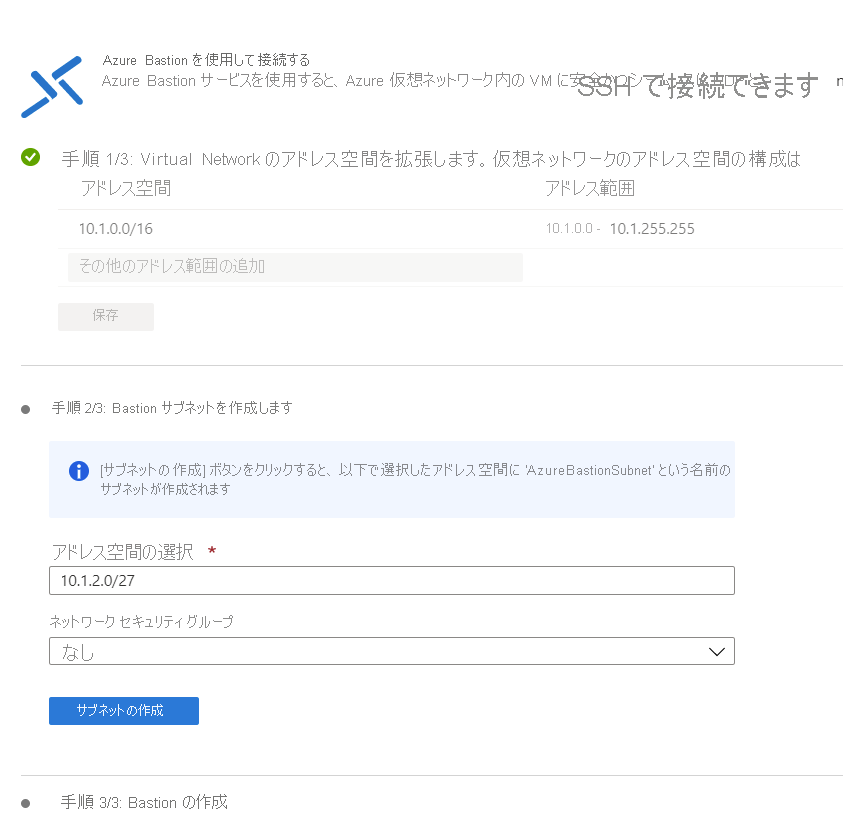 Azure Bastion を使用して接続する
Azure Bastion サービスを使用すると、Azure 仮想ネットワーク内の VM に安全かつシームレスに
SSH で接続できます
手順 1/3: Virtual Network のアドレス空間を拡張します。仮想ネットワークのアドレス空間の構成は
アドレス空間 アドレス範囲
10.1.0.0/16 10.1.0.0 - 10.1.255.255
その他のアドレス範囲の追加
保存
手順 2/3: Bastion サブネットを作成します
[サブネットの作成] ボタンをクリックすると、以下で選択したアドレス空間に 'AzureBastionSubnet' という名前の
サブネットが作成されます
アドレス空間の選択 *
10.1.2.0/27
ネットワーク セキュリティ グループ
なし
サブネットの作成
手順 3/3: Bastion の作成